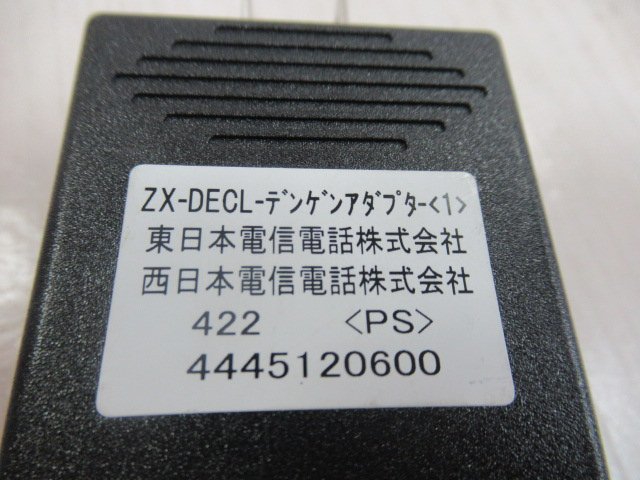 ZX-DECL-ﾃﾞﾝｹﾞﾝｱﾀﾞﾌﾟﾀ-<1>
東日本電信電話株式会社
西日本電信電話株式会社
422 <PS>
4445120600